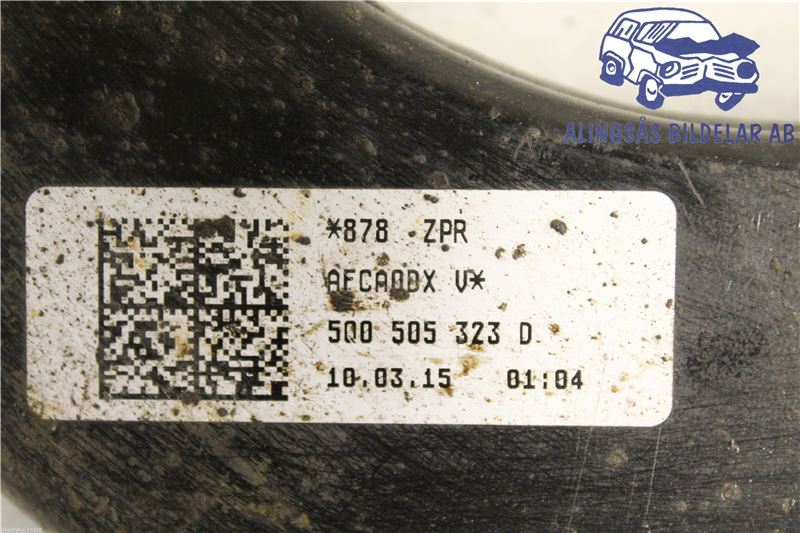 ALINGSÅS BILDELAR AB
*878 ZPR
AFCA0DX V*
5Q0 505 323 D
10.03.15 01:04